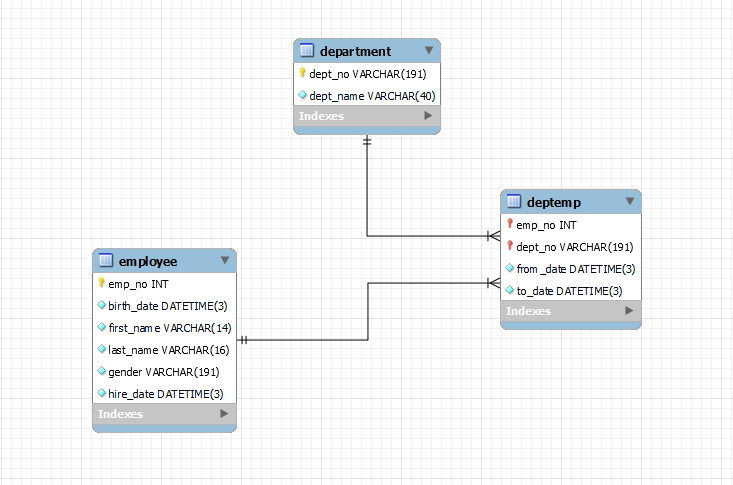 department
dept_no VARCHAR(191)
dept_name VARCHAR(40)
Indexes
deptemp
emp_no INT
dept_no VARCHAR(191)
from_date DATETIME(3)
to_date DATETIME(3)
Indexes
employee
emp_no INT
birth_date DATETIME(3)
first_name VARCHAR(14)
last_name VARCHAR(16)
gender VARCHAR(191)
hire_date DATETIME(3)
Indexes